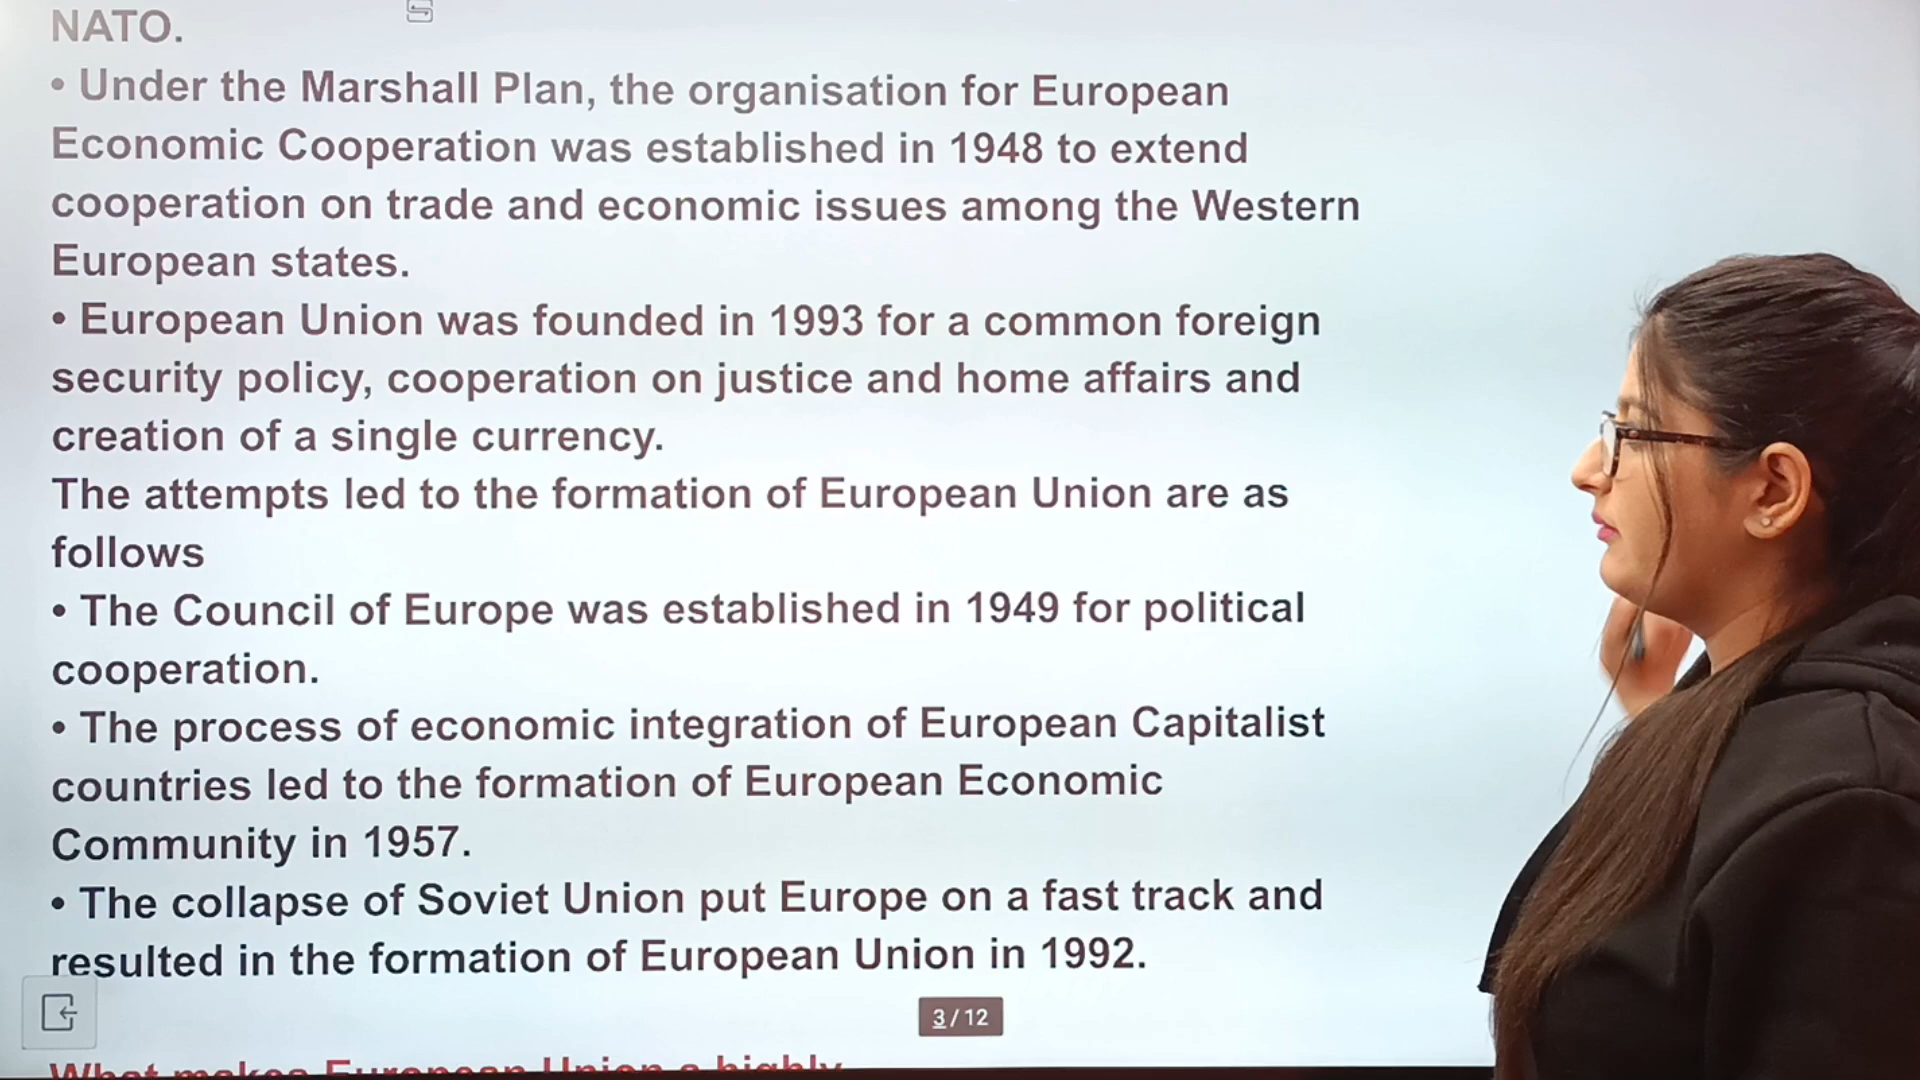 NATO.
• Under the Marshall Plan, the organisation for European
Economic Cooperation was established in 1948 to extend
cooperation on trade and economic issues among the Western
European states.
• European Union was founded in 1993 for a common foreign
security policy, cooperation on justice and home affairs and
creation of a single currency.
The attempts led to the formation of European Union are as
follows
• The Council of Europe was established in 1949 for political
cooperation.
• The process of economic integration of European Capitalist
countries led to the formation of European Economic
Community in 1957.
• The collapse of Soviet Union put Europe on a fast track and
resulted in the formation of European Union in 1992.
3 / 12
What makes European Union a highly